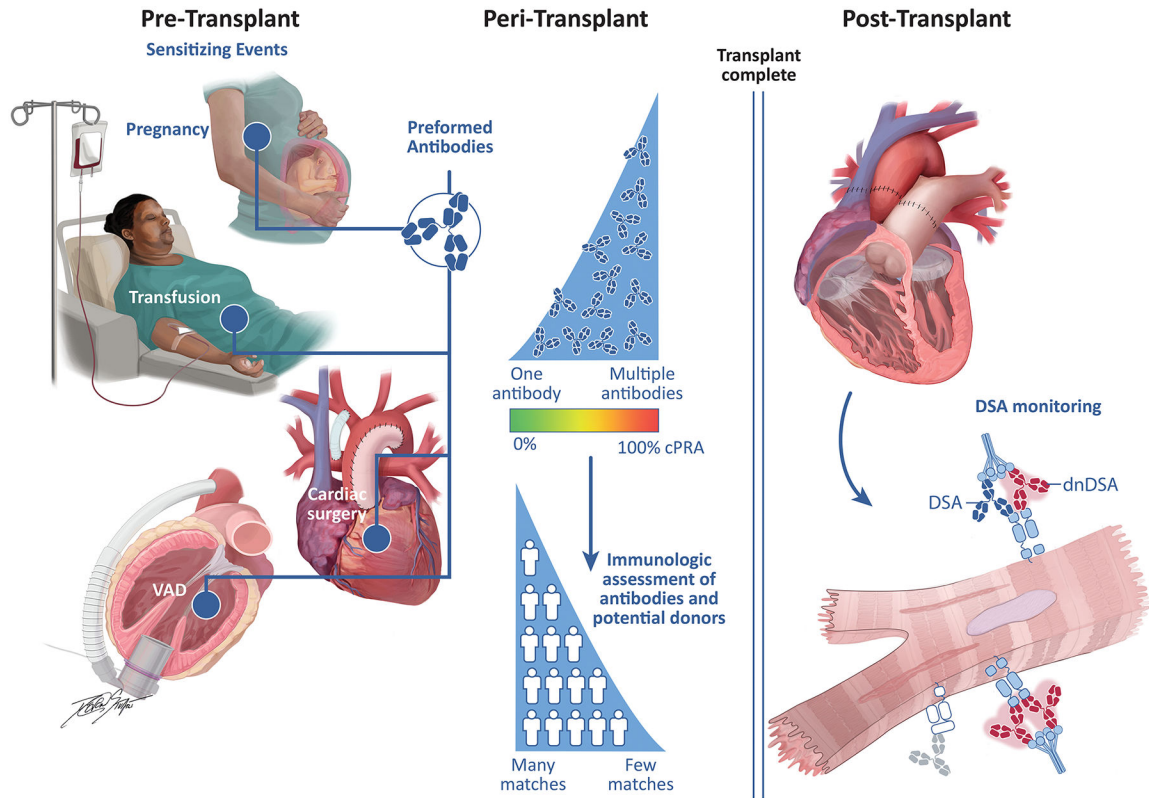 Pre-Transplant
Sensitizing Events
Pregnancy
Transfusion
Cardiac
surgery
VAD
Preformed
Antibodies
Peri-Transplant
One
antibody
Multiple
antibodies
0%
100% cPRA
Immunologic
assessment of
antibodies and
potential donors
Many
matches
Few
matches
Transplant
complete
Post-Transplant
DSA monitoring
DSA
dnDSA